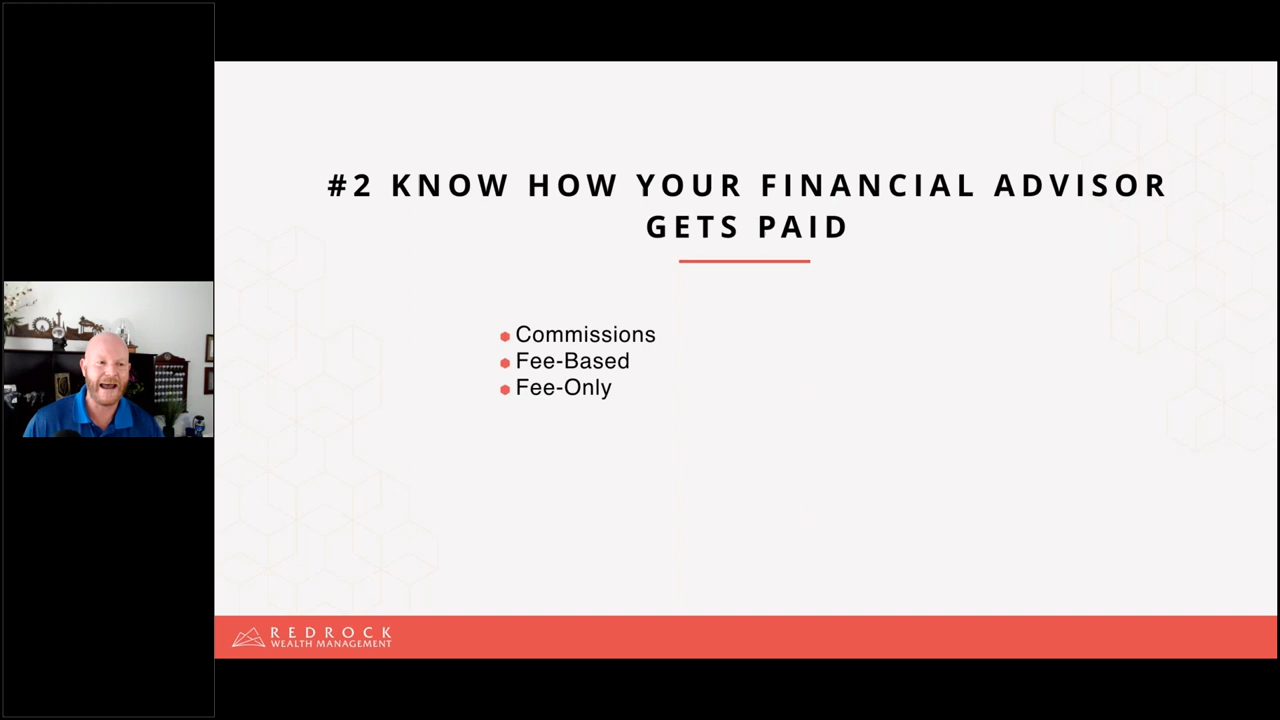 #2 KNOW HOW YOUR FINANCIAL ADVISOR
GETS PAID
Commissions
Fee-Based
Fee-Only
REDROCK
WEALTH MANAGEMENT